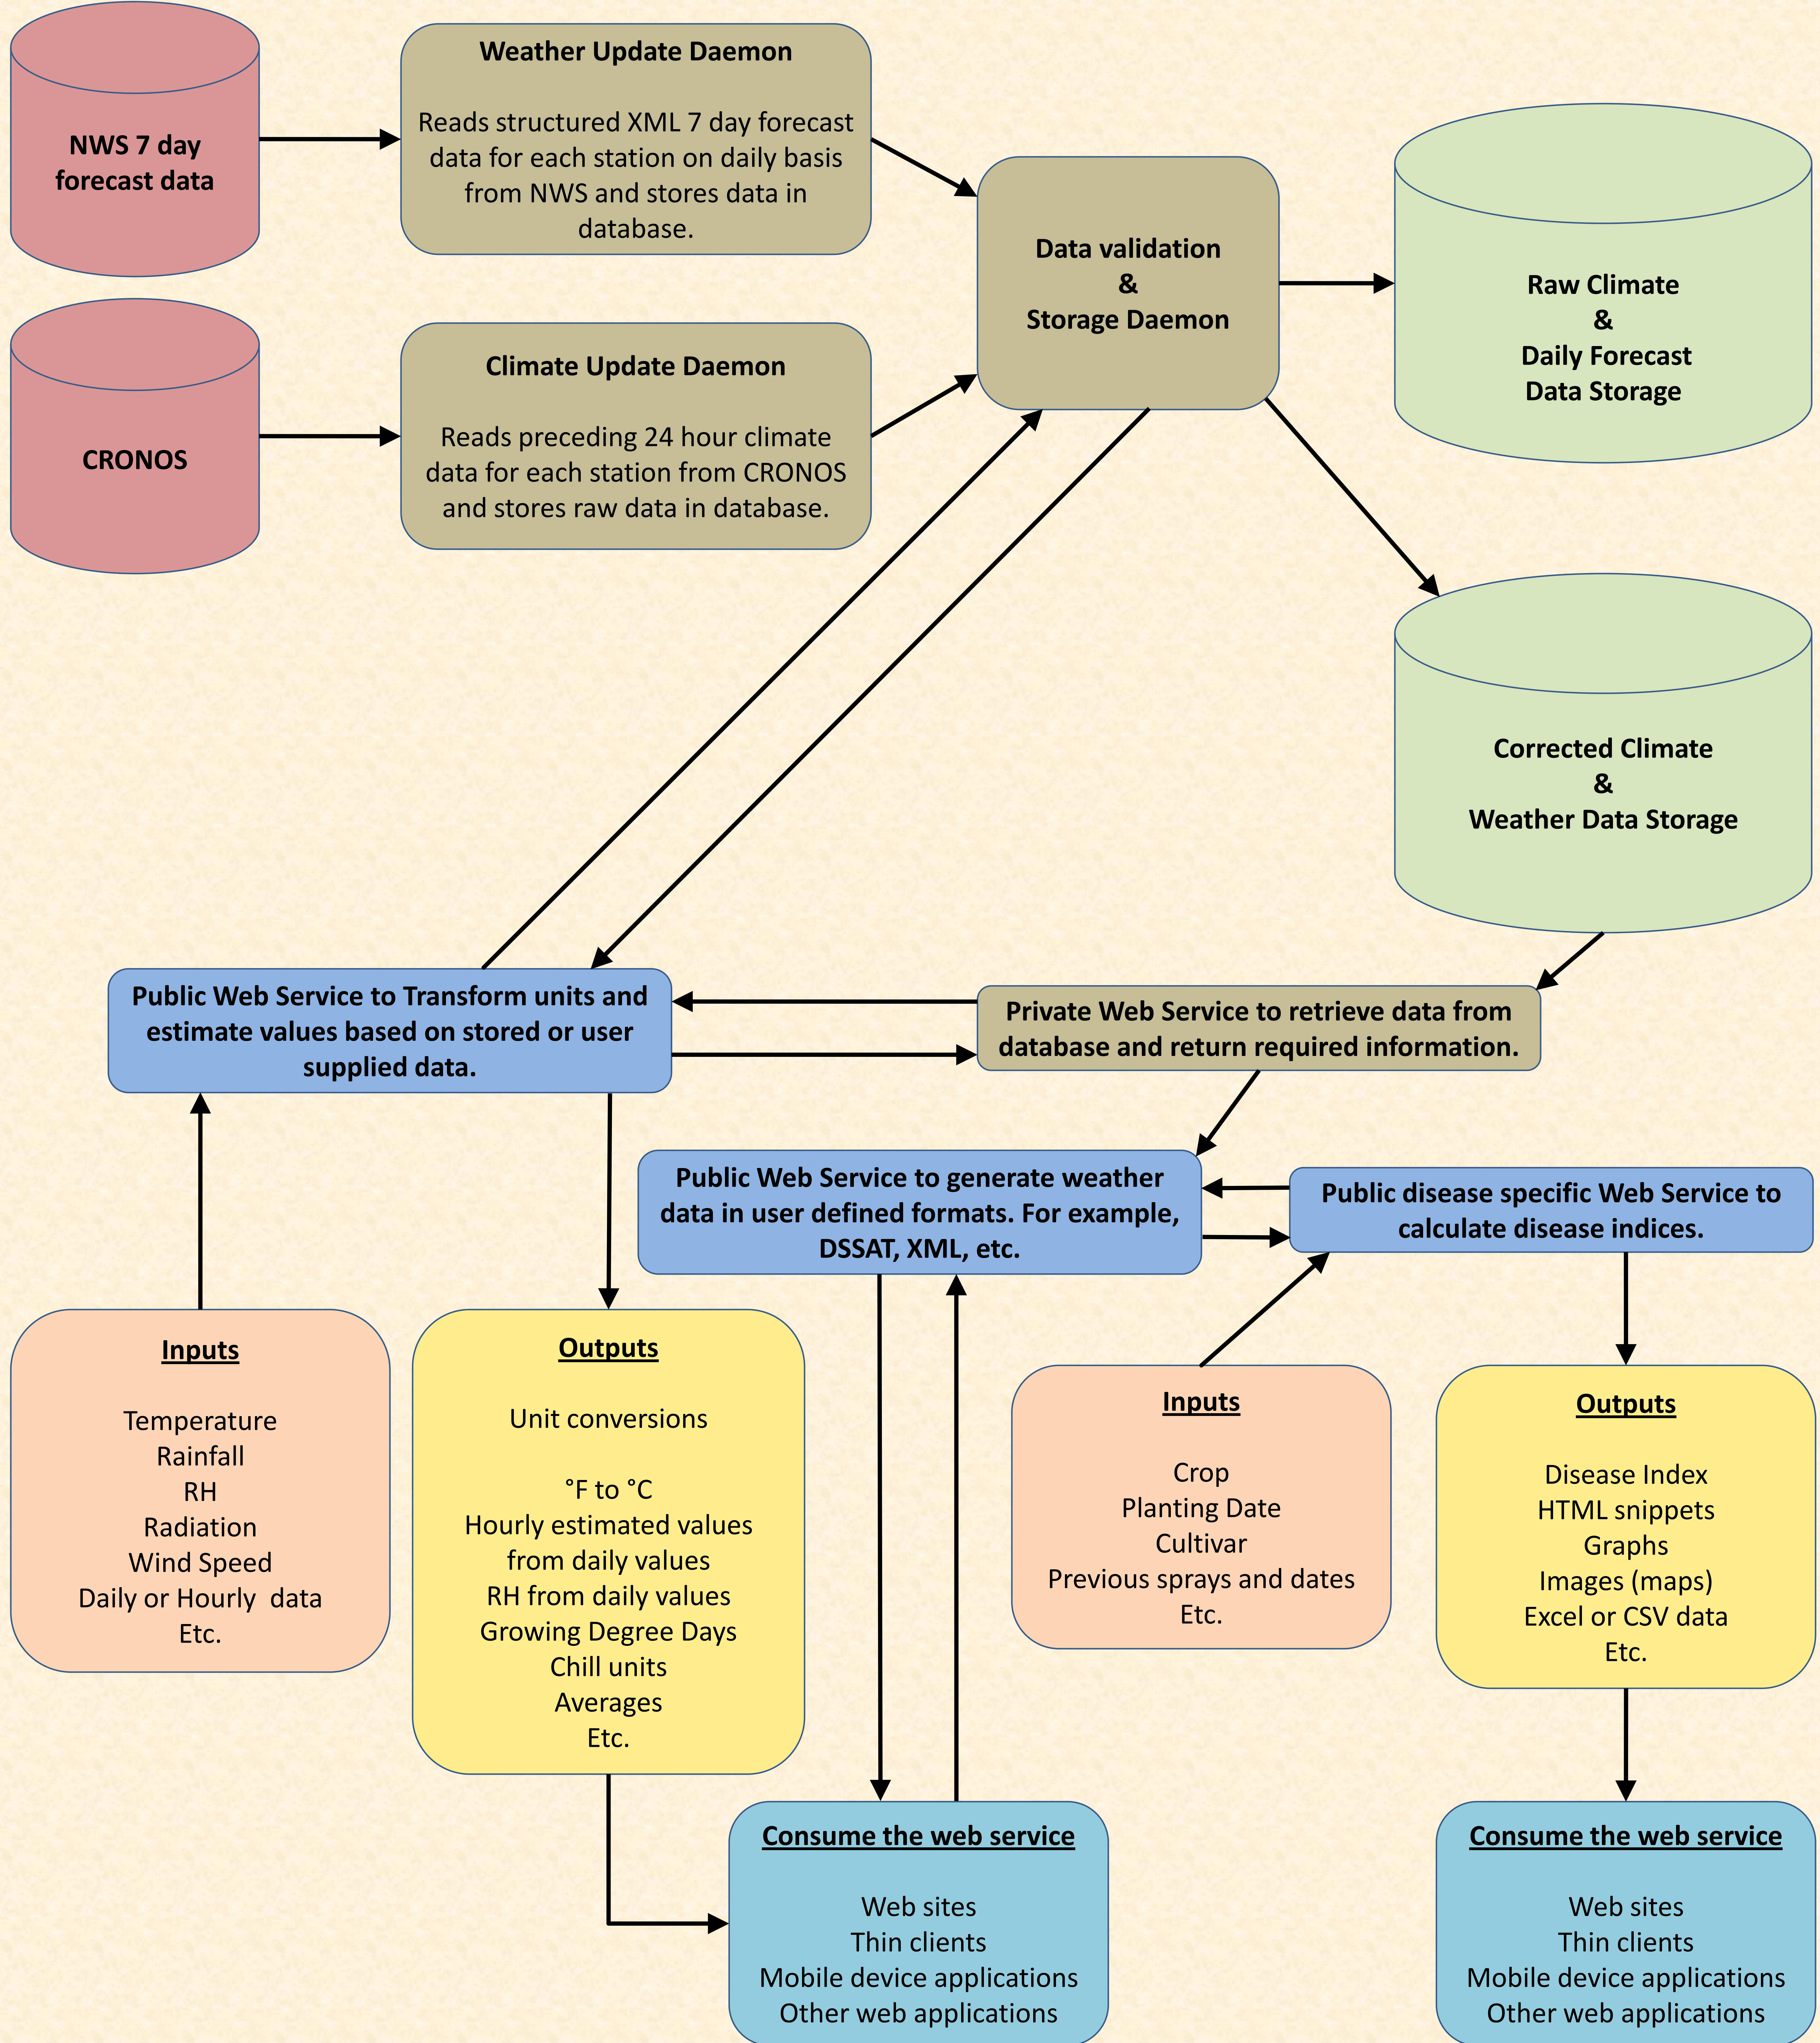 NWS 7 day
forecast data
Weather Update Daemon
Reads structured XML 7 day forecast
data for each station on daily basis
from NWS and stores data in
database.
Data validation
&
Storage Daemon
Raw Climate
&
Daily Forecast
Data Storage
CRONOS
Climate Update Daemon
Reads preceding 24 hour climate
data for each station from CRONOS
and stores raw data in database.
Corrected Climate
&
Weather Data Storage
Public Web Service to Transform units and
estimate values based on stored or user
supplied data.
Private Web Service to retrieve data from
database and return required information.
Public Web Service to generate weather
data in user defined formats. For example,
DSSAT, XML, etc.
Public disease specific Web Service to
calculate disease indices.
Inputs
Temperature
Rainfall
RH
Radiation
Wind Speed
Daily or Hourly  data
Etc.
Outputs
Unit conversions
°F to °C
Hourly estimated values
from daily values
RH from daily values
Growing Degree Days
Chill units
Averages
Etc.
Inputs
Crop
Planting Date
Cultivar
Previous sprays and dates
Etc.
Outputs
Disease Index
HTML snippets
Graphs
Images (maps)
Excel or CSV data
Etc.
Consume the web service
Web sites
Thin clients
Mobile device applications
Other web applications
Consume the web service
Web sites
Thin clients
Mobile device applications
Other web applications